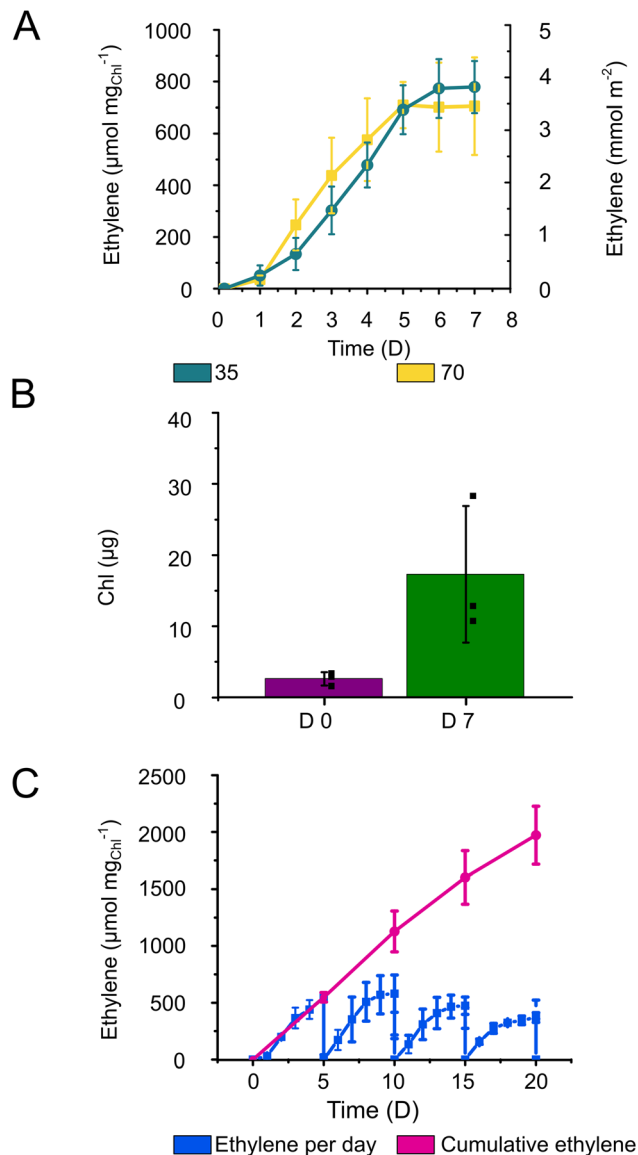 A
Ethylene (µmol mg_Chl⁻¹)
1000
800
600
400
200
0
5
4
3
2
1
0
Ethylene (mmol m⁻²)
0 1 2 3 4 5 6 7 8
Time (D)
35 70
B
Chl (µg)
40
30
20
10
0
D 0 D 7
C
Ethylene (µmol mg_Chl⁻¹)
2500
2000
1500
1000
500
0
0 5 10 15 20
Time (D)
Ethylene per day Cumulative ethylene